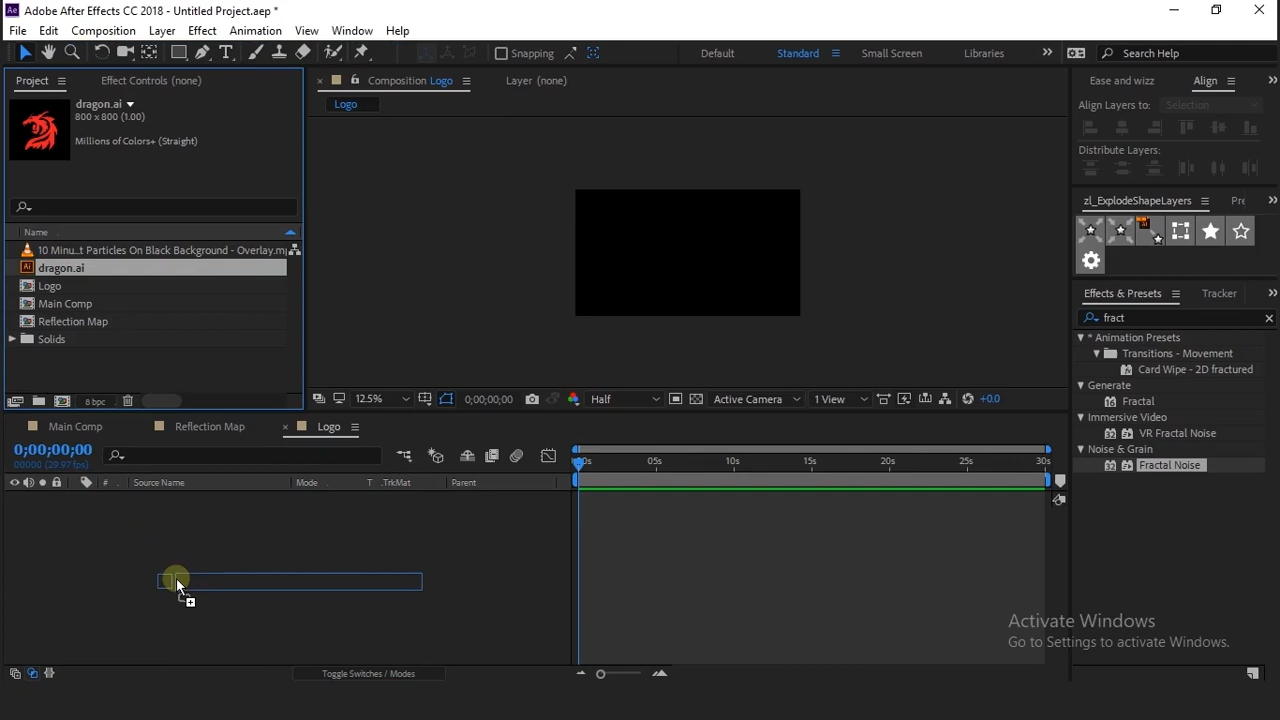 Ae Adobe After Effects CC 2018 - Untitled Project.aep *
File Edit Composition Layer Effect Animation View Window Help
Snapping Default Standard Small Screen Libraries Search Help
Project Effect Controls (none)
dragon.ai
800 x 800 (1.00)
Millions of Colors+ (Straight)
Name
10 Minu...t Particles On Black Background - Overlay.m
Ai dragon.ai
Logo
Main Comp
Reflection Map
Solids
8 bpc
Composition Logo Layer (none)
Logo
12.5% 0;00;00;00 Half Active Camera 1 View +0.0
Ease and wizz Align
Align Layers to: Selection
Distribute Layers:
zl_ExplodeShapeLayers Pre
Effects & Presets Tracker
fract
* Animation Presets
Transitions - Movement
Card Wipe - 2D fractured
Generate
Fractal
Immersive Video
VR Fractal Noise
Noise & Grain
Fractal Noise
Main Comp Reflection Map Logo
0;00;00;00
00000 (29.97 fps)
# Source Name Mode T .TrkMat Parent
05s 10s 15s 20s 25s 30s
Toggle Switches / Modes
Activate Windows
Go to Settings to activate Windows.